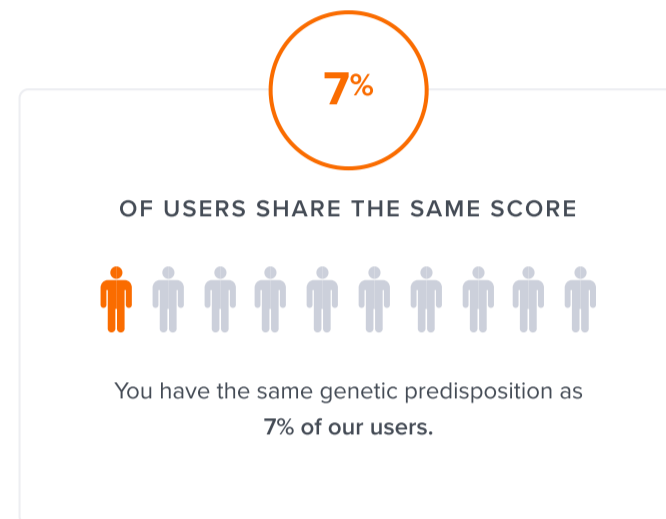 7%
OF USERS SHARE THE SAME SCORE
You have the same genetic predisposition as
7% of our users.